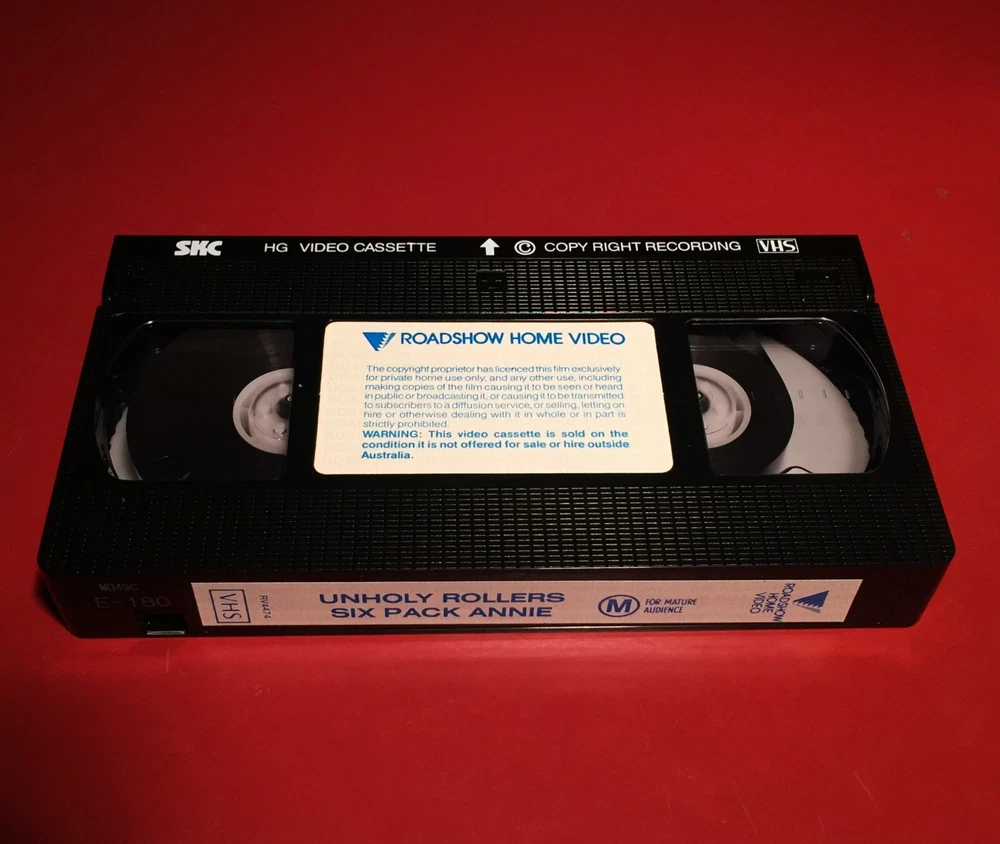 SKC HG VIDEO CASSETTE © COPY RIGHT RECORDING VHS
ROADSHOW HOME VIDEO
The copyright proprietor has licenced this film exclusively
for private home use only, and any other use, including
making copies of the film causing it to be seen or heard
in public or broadcasting it, or causing it to be transmitted
to subscribers to a diffusion service, or selling, letting on
hire or otherwise dealing with it in whole or in part is
strictly prohibited.
WARNING: This video cassette is sold on the
condition it is not offered for sale or hire outside
Australia.
E-180
VHS
RV4474
UNHOLY ROLLERS
SIX PACK ANNIE
M
FOR MATURE
AUDIENCE
ROADSHOW
HOME
VIDEO